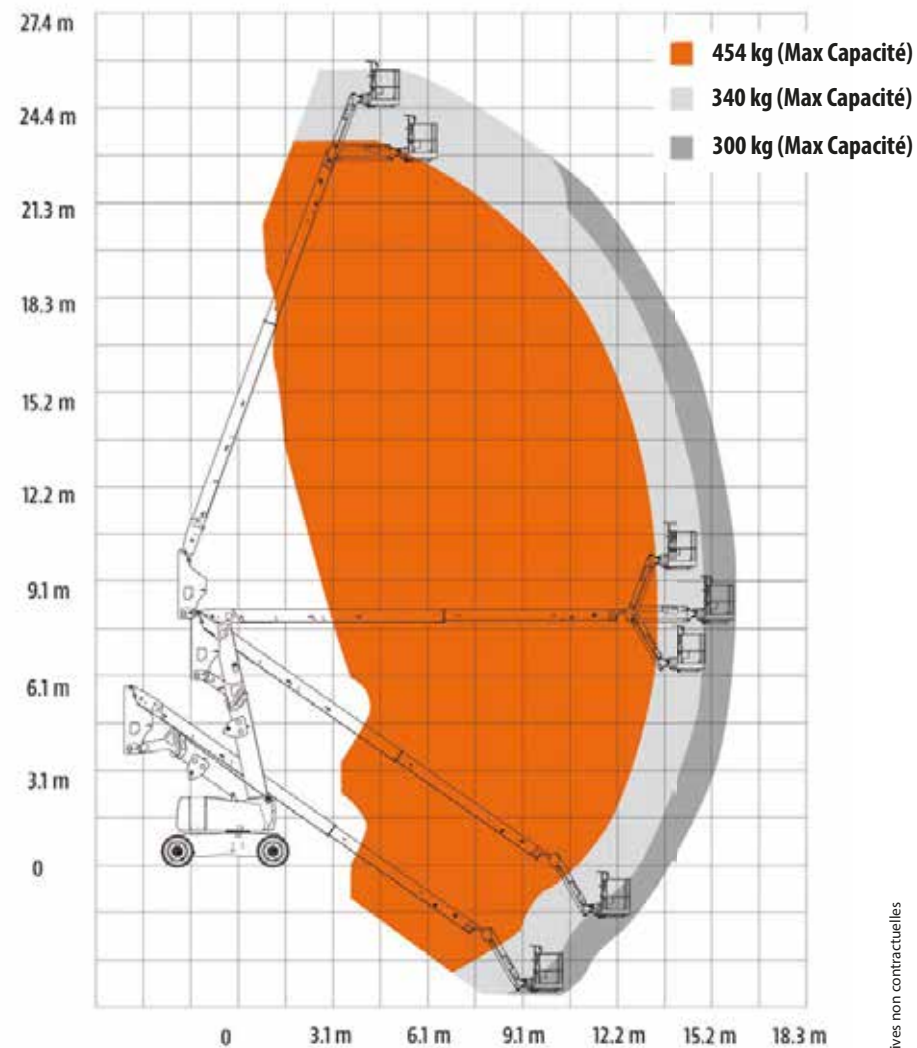 27.4 m
454 kg (Max Capacité)
340 kg (Max Capacité)
24.4 m
300 kg (Max Capacité)
21.3 m
18.3 m
15.2 m
12.2 m
9.1 m
6.1 m
3.1 m
0
ives non contractuelles
0 3.1 m 6.1 m 9.1 m 12.2 m 15.2 m 18.3 m